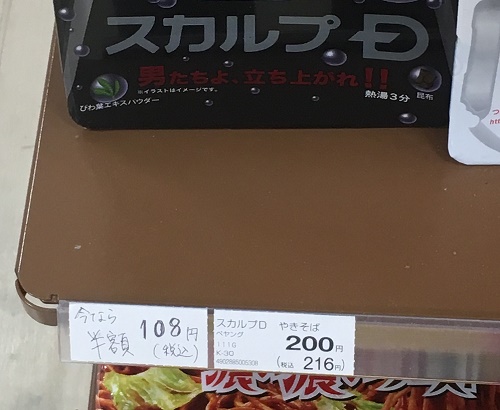 スカルプD
男たちよ、立ち上がれ!!
※イラストはイメージです。
びわ葉エキスパウダー
熱湯3分
昆布
今なら
半額 108円
(税込)
スカルプD やきそば
ペヤング
111G
K-30
200円
(税込 216円)